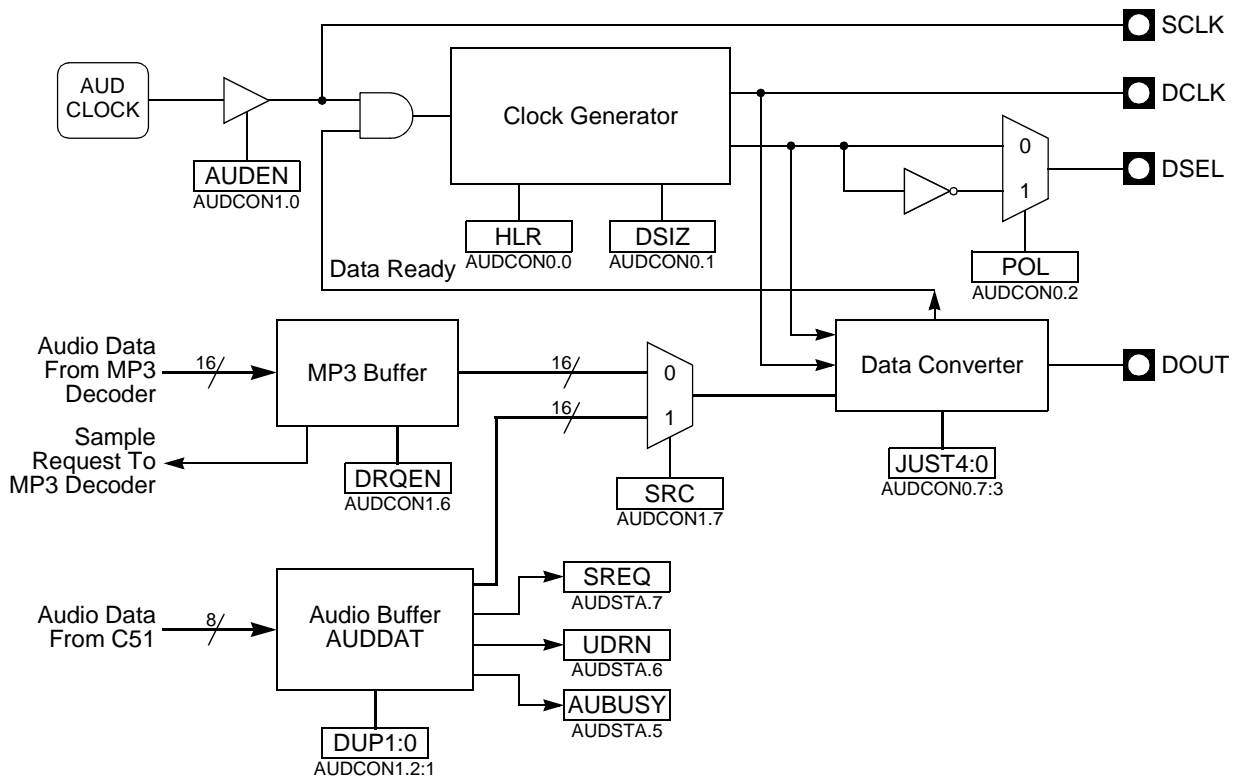 SCLK
AUD
CLOCK
Clock Generator
DCLK
0
1
DSEL
AUDEN
AUDCON1.0
HLR
AUDCON0.0
DSIZ
AUDCON0.1
POL
AUDCON0.2
Data Ready
Audio Data
From MP3
Decoder
16
MP3 Buffer
16
0
16
1
Data Converter
DOUT
Sample
Request To
MP3 Decoder
DRQEN
AUDCON1.6
SRC
AUDCON1.7
JUST4:0
AUDCON0.7:3
Audio Data
From C51
8
Audio Buffer
AUDDAT
SREQ
AUDSTA.7
UDRN
AUDSTA.6
AUBUSY
AUDSTA.5
DUP1:0
AUDCON1.2:1